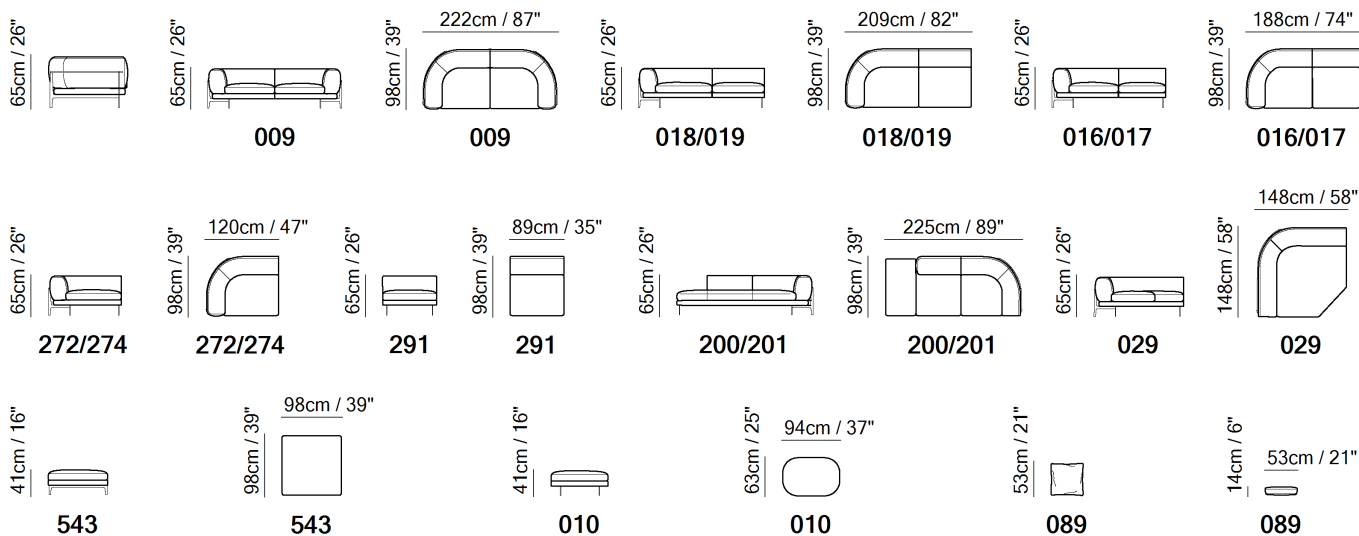 65cm / 26"
65cm / 26"
009
98cm / 39"
222cm / 87"
009
65cm / 26"
018/019
98cm / 39"
209cm / 82"
018/019
65cm / 26"
016/017
98cm / 39"
188cm / 74"
016/017
65cm / 26"
272/274
98cm / 39"
120cm / 47"
272/274
65cm / 26"
291
98cm / 39"
89cm / 35"
291
65cm / 26"
200/201
98cm / 39"
225cm / 89"
200/201
65cm / 26"
029
148cm / 58"
148cm / 58"
029
41cm / 16"
543
98cm / 39"
98cm / 39"
543
41cm / 16"
010
63cm / 25"
94cm / 37"
010
53cm / 21"
089
14cm / 6"
53cm / 21"
089